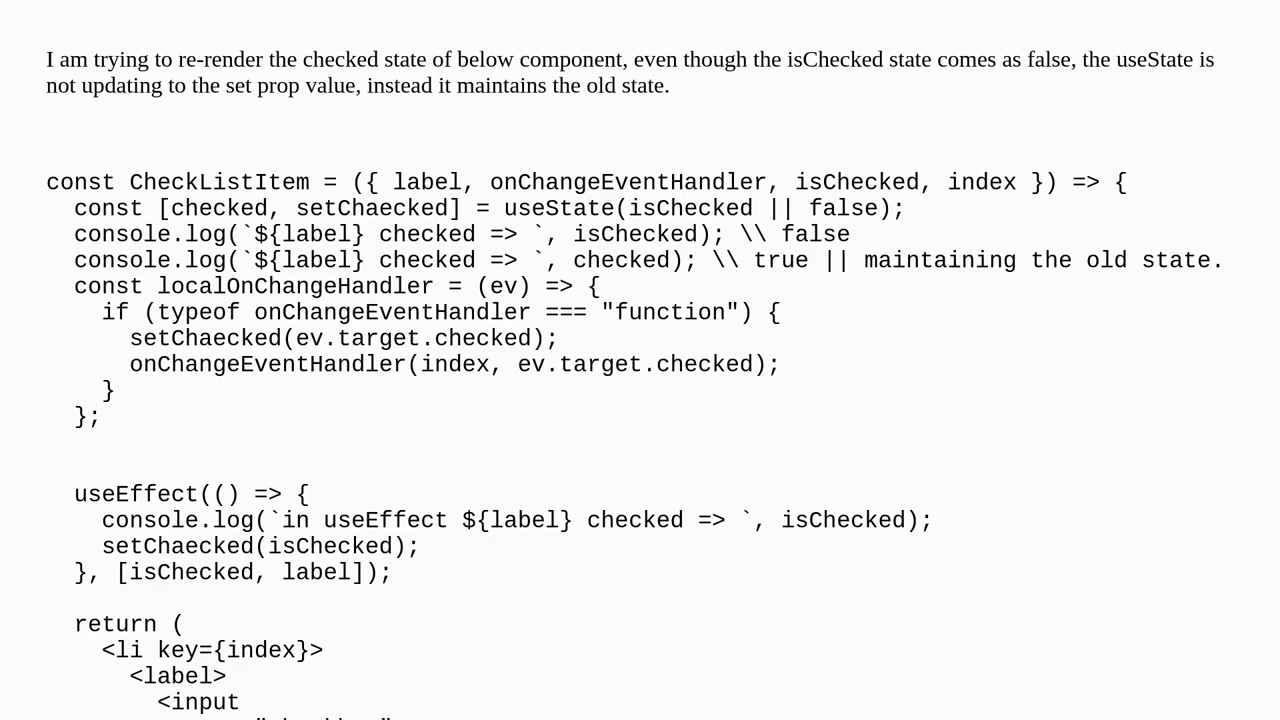 I am trying to re-render the checked state of below component, even though the isChecked state comes as false, the useState is
not updating to the set prop value, instead it maintains the old state.
const CheckListItem = ({ label, onChangeEventHandler, isChecked, index }) => {
  const [checked, setChaecked] = useState(isChecked || false);
  console.log(`${label} checked => `, isChecked); \\ false
  console.log(`${label} checked => `, checked); \\ true || maintaining the old state.
  const localOnChangeHandler = (ev) => {
    if (typeof onChangeEventHandler === "function") {
      setChaecked(ev.target.checked);
      onChangeEventHandler(index, ev.target.checked);
    }
  };
  useEffect(() => {
    console.log(`in useEffect ${label} checked => `, isChecked);
    setChaecked(isChecked);
  }, [isChecked, label]);
  return (
    <li key={index}>
      <label>
        <input